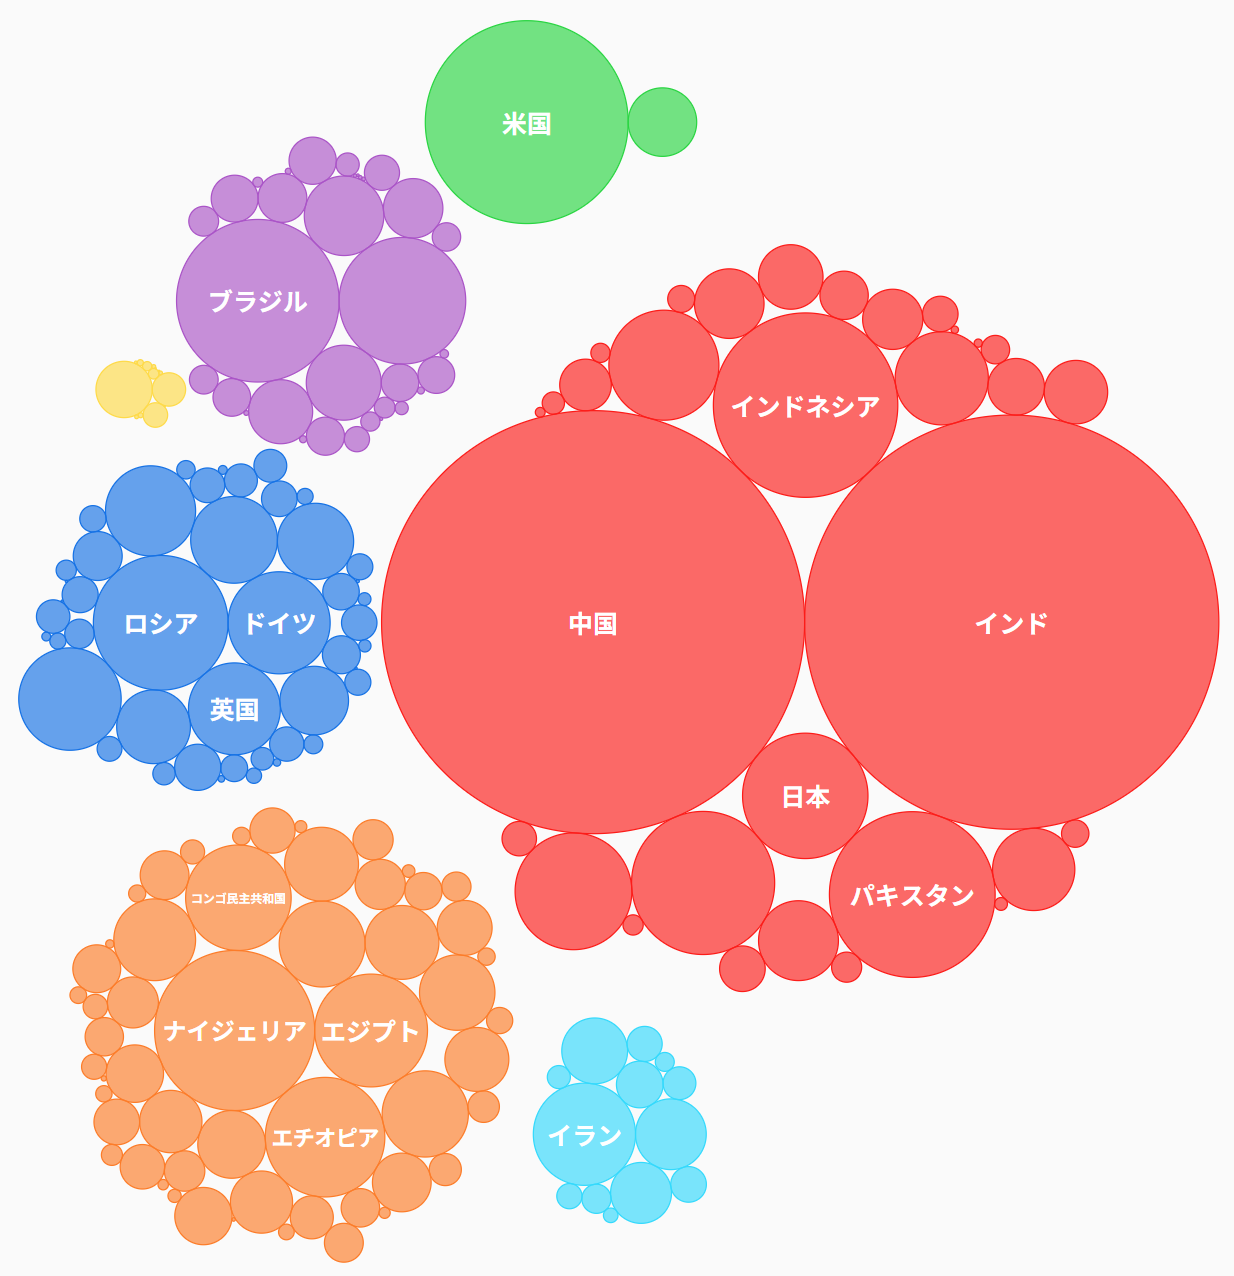 米国
ブラジル
インドネシア
ロシア
ドイツ
中国
インド
英国
日本
パキスタン
コンゴ民主共和国
ナイジェリア
エジプト
エチオピア
イラン